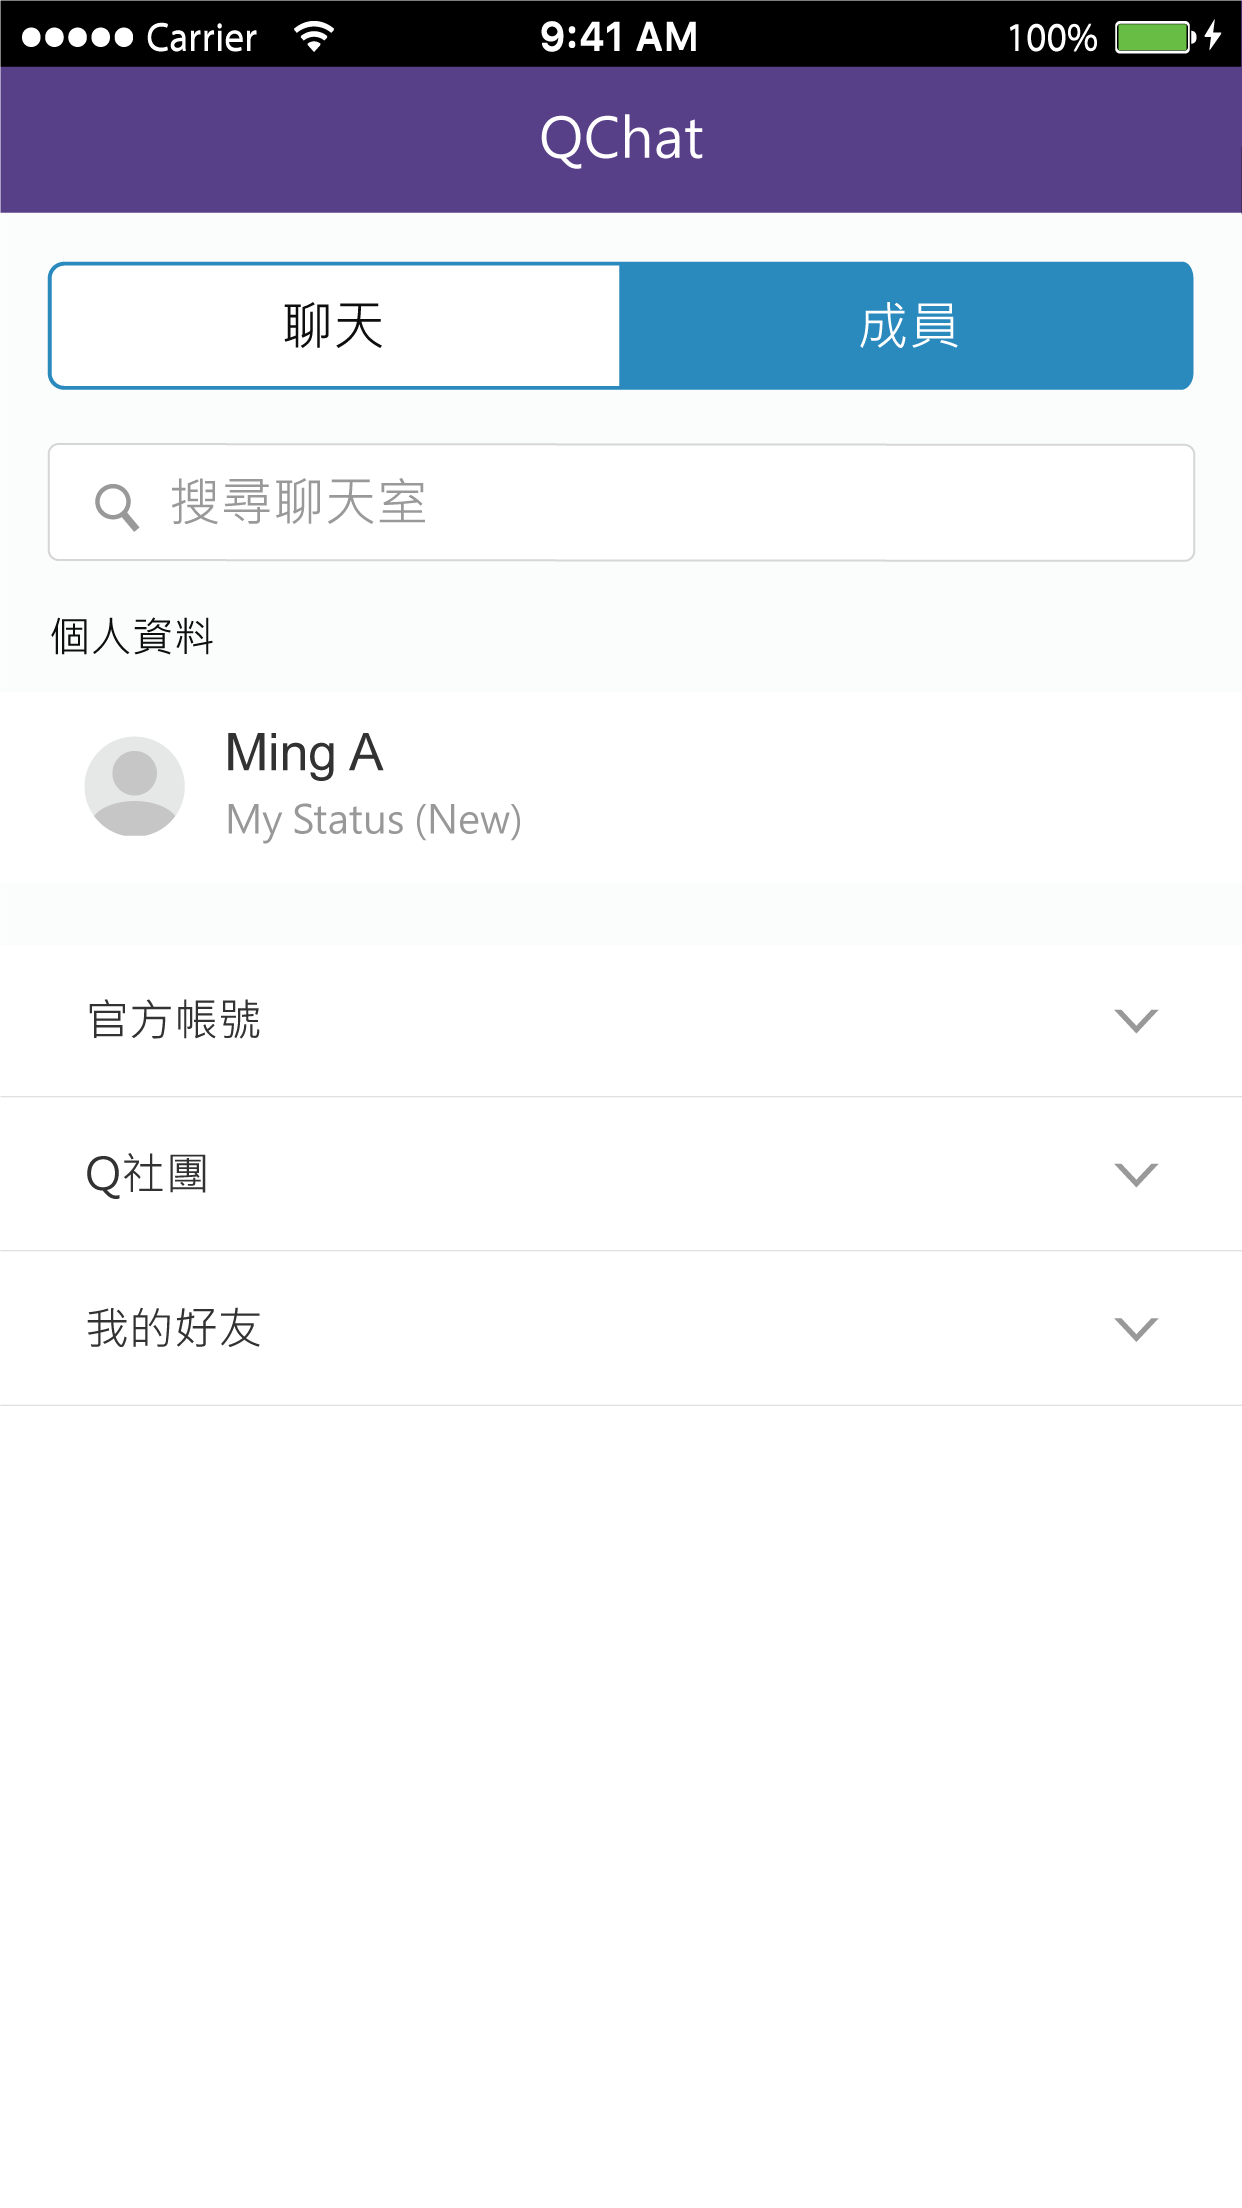 Carrier 9:41 AM 100%
QChat
聊天 成員
搜尋聊天室
個人資料
Ming A
My Status (New)
官方帳號
Q社團
我的好友